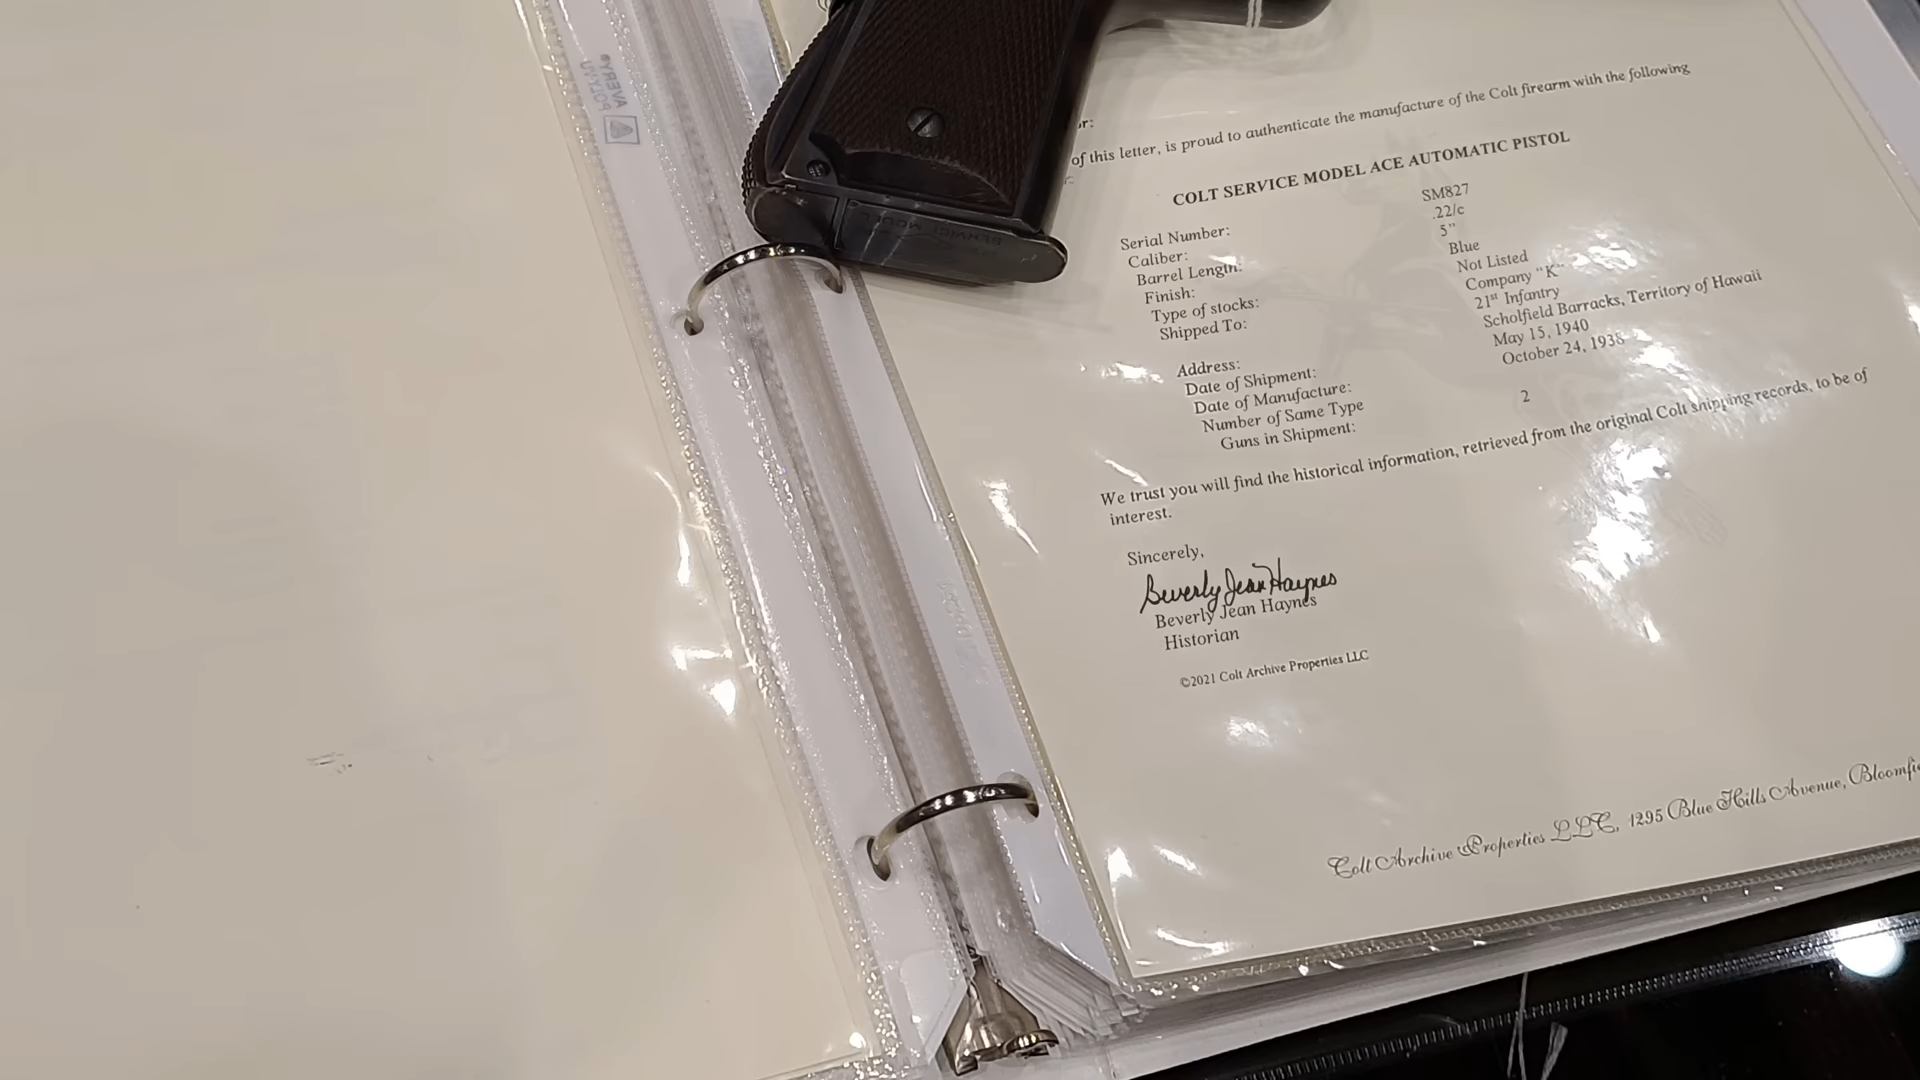 AVERY®
r:
of this letter, is proud to authenticate the manufacture of the Colt firearm with the following
COLT SERVICE MODEL ACE AUTOMATIC PISTOL
Serial Number: SM827
Caliber: .22/c
Barrel Length: 5"
Finish: Blue
Type of stocks: Not Listed
Shipped To: Company "K"
21st Infantry
Address: Scholfield Barracks, Territory of Hawaii
Date of Shipment: May 15, 1940
Date of Manufacture: October 24, 1938
Number of Same Type
Guns in Shipment: 2
We trust you will find the historical information, retrieved from the original Colt shipping records, to be of
interest.
Sincerely,
Beverly Jean Haynes
Beverly Jean Haynes
Historian
©2021 Colt Archive Properties LLC
Colt Archive Properties LLC, 1295 Blue Hills Avenue, Bloomfie